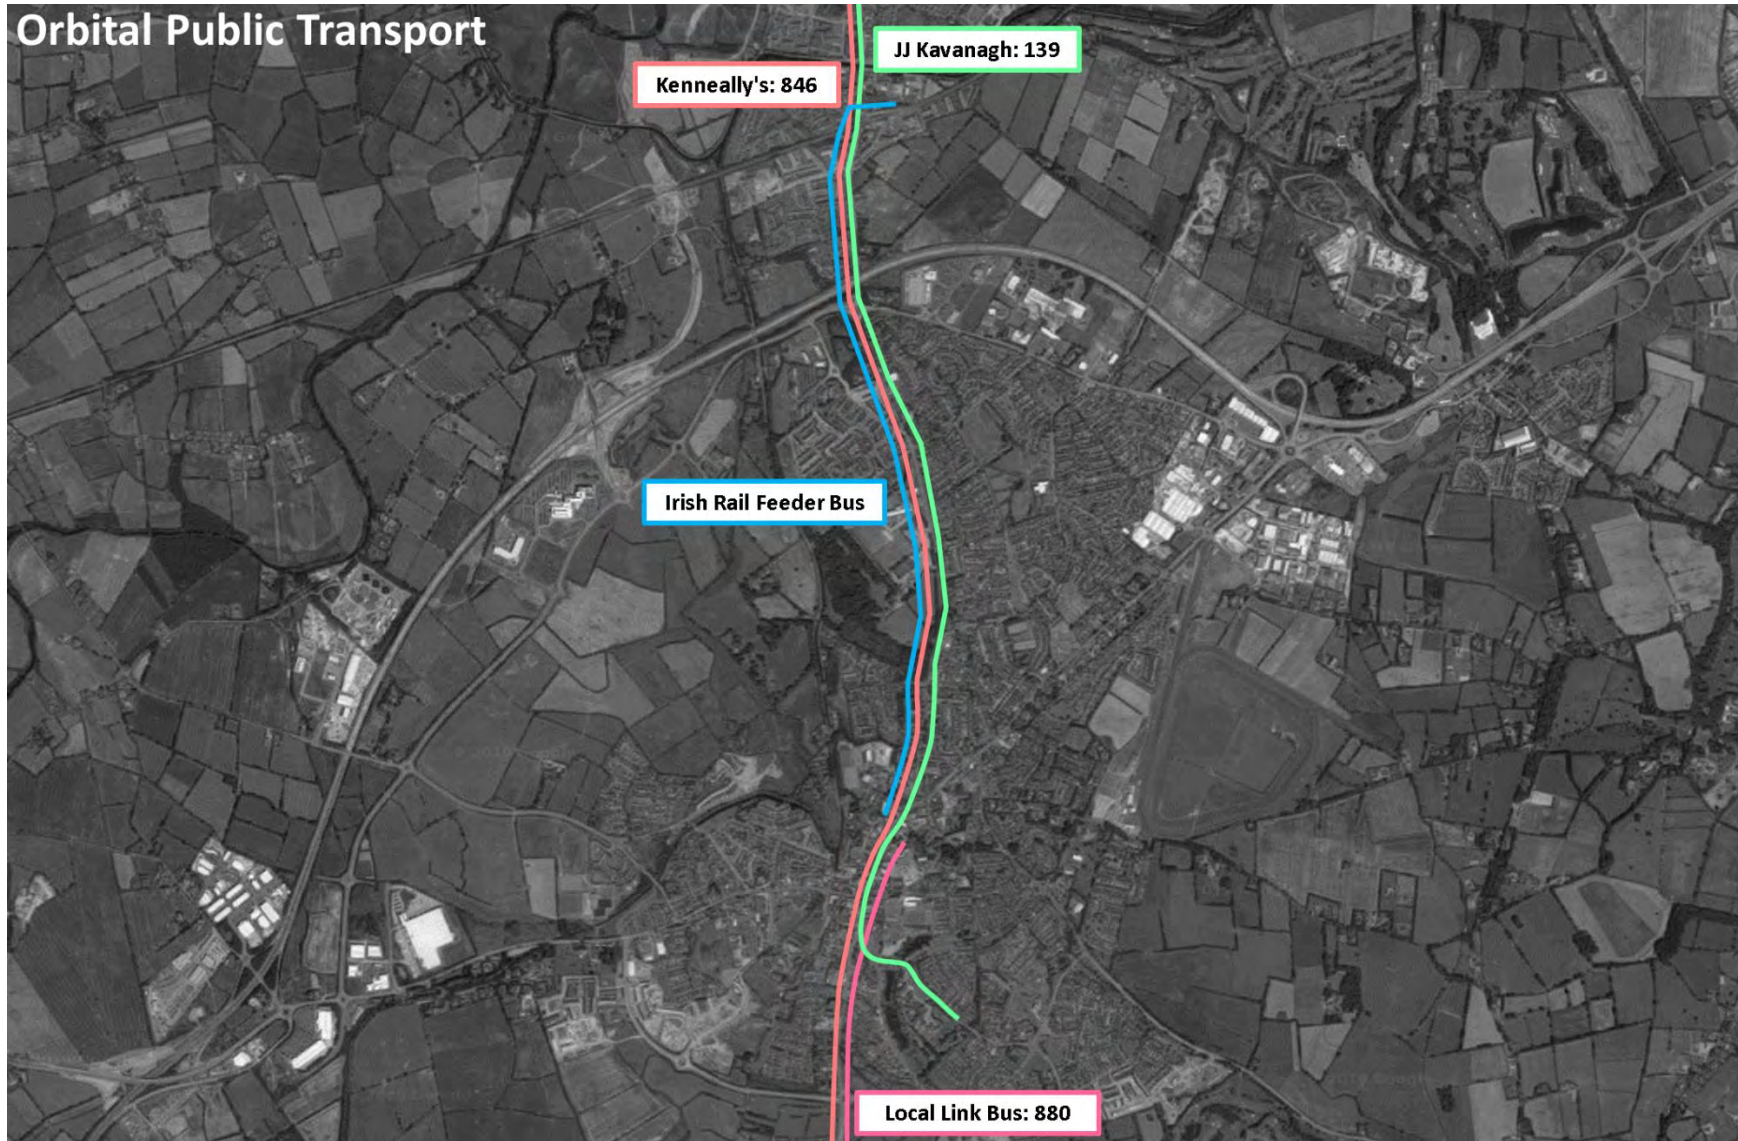 Orbital Public Transport
JJ Kavanagh: 139
Kenneally's: 846
Irish Rail Feeder Bus
Local Link Bus: 880